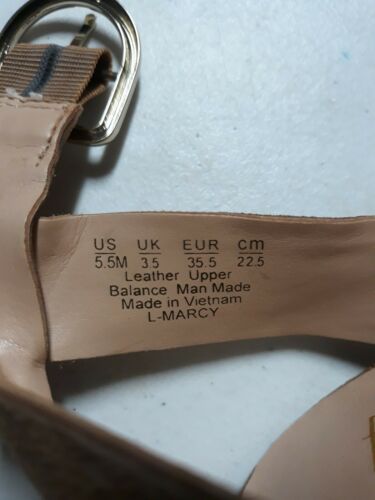 US UK EUR cm
5.5M 3.5 35.5 22.5
Leather Upper
Balance Man Made
Made in Vietnam
L-MARCY